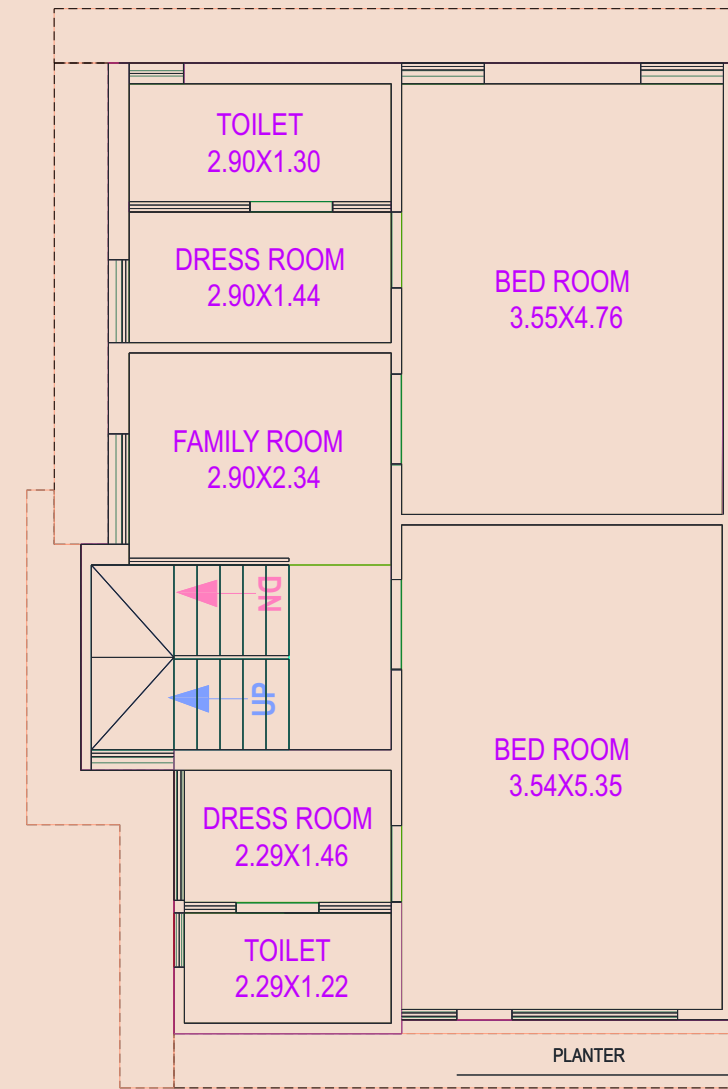 TOILET
2.90X1.30
DRESS ROOM
2.90X1.44
BED ROOM
3.55X4.76
FAMILY ROOM
2.90X2.34
DN
UP
BED ROOM
3.54X5.35
DRESS ROOM
2.29X1.46
TOILET
2.29X1.22
PLANTER